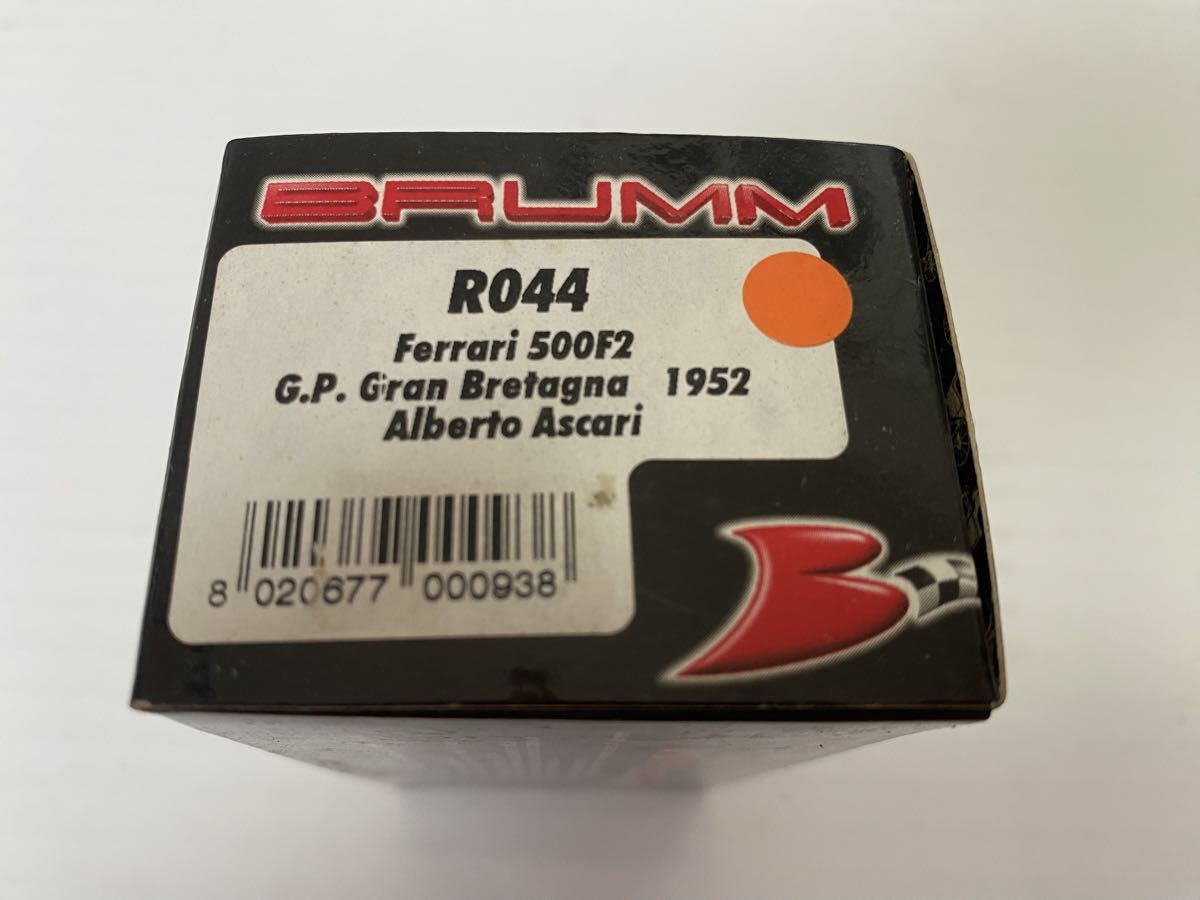 BRUMM
R044
Ferrari 500F2
G.P. Gran Bretagna 1952
Alberto Ascari
8 020677 000938
B